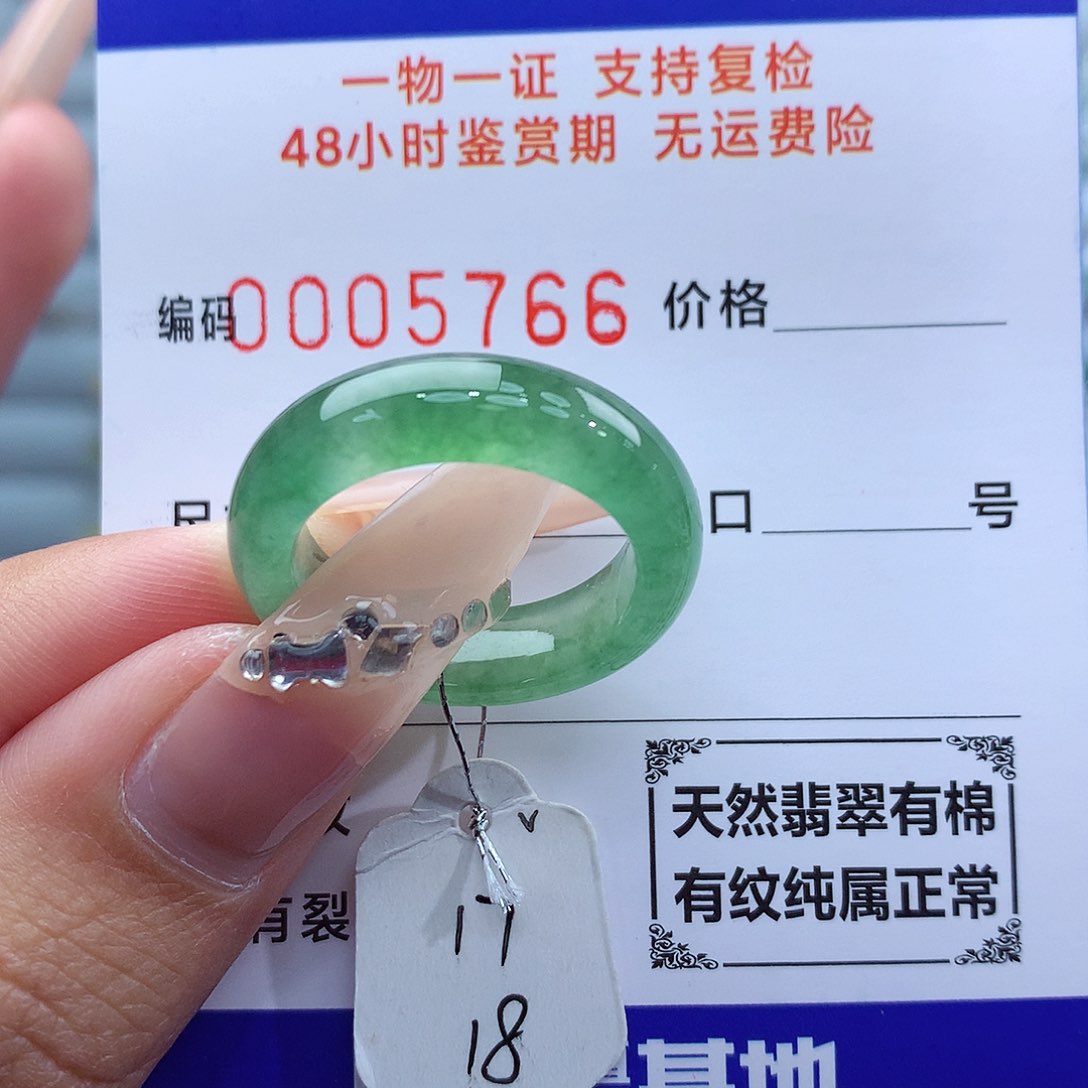 一物一证 支持复检
48小时鉴赏期 无运费险
编码0005766 价格
口 号
天然翡翠有棉
有纹纯属正常
有裂
V
17
18
基地